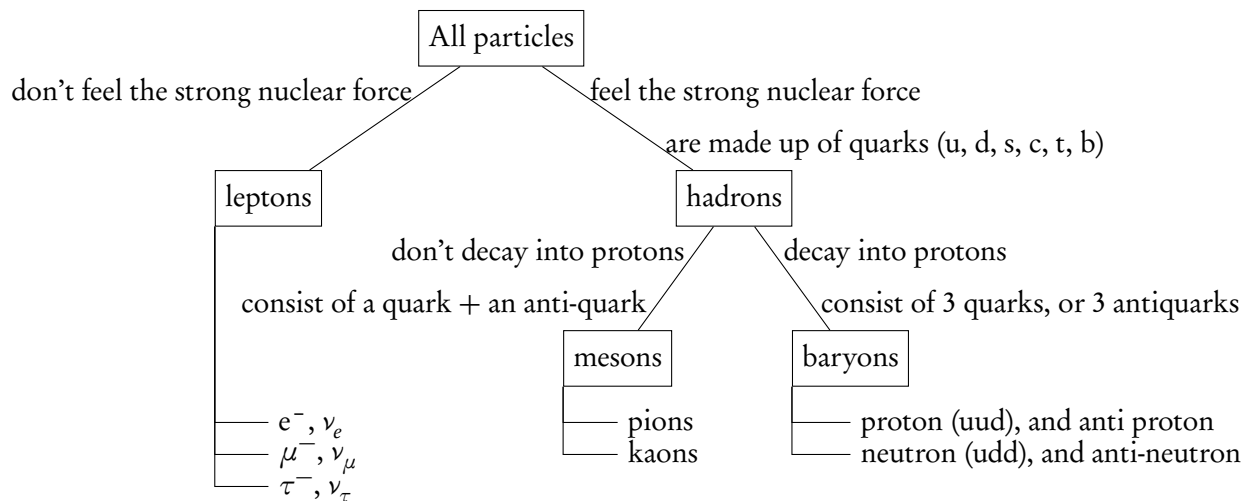 All particles
don't feel the strong nuclear force
feel the strong nuclear force
are made up of quarks (u, d, s, c, t, b)
leptons
hadrons
don't decay into protons
decay into protons
consist of a quark + an anti-quark
consist of 3 quarks, or 3 antiquarks
mesons
baryons
e⁻, νₑ
pions
proton (uud), and anti proton
μ⁻, ν_μ
kaons
neutron (udd), and anti-neutron
τ⁻, ν_τ